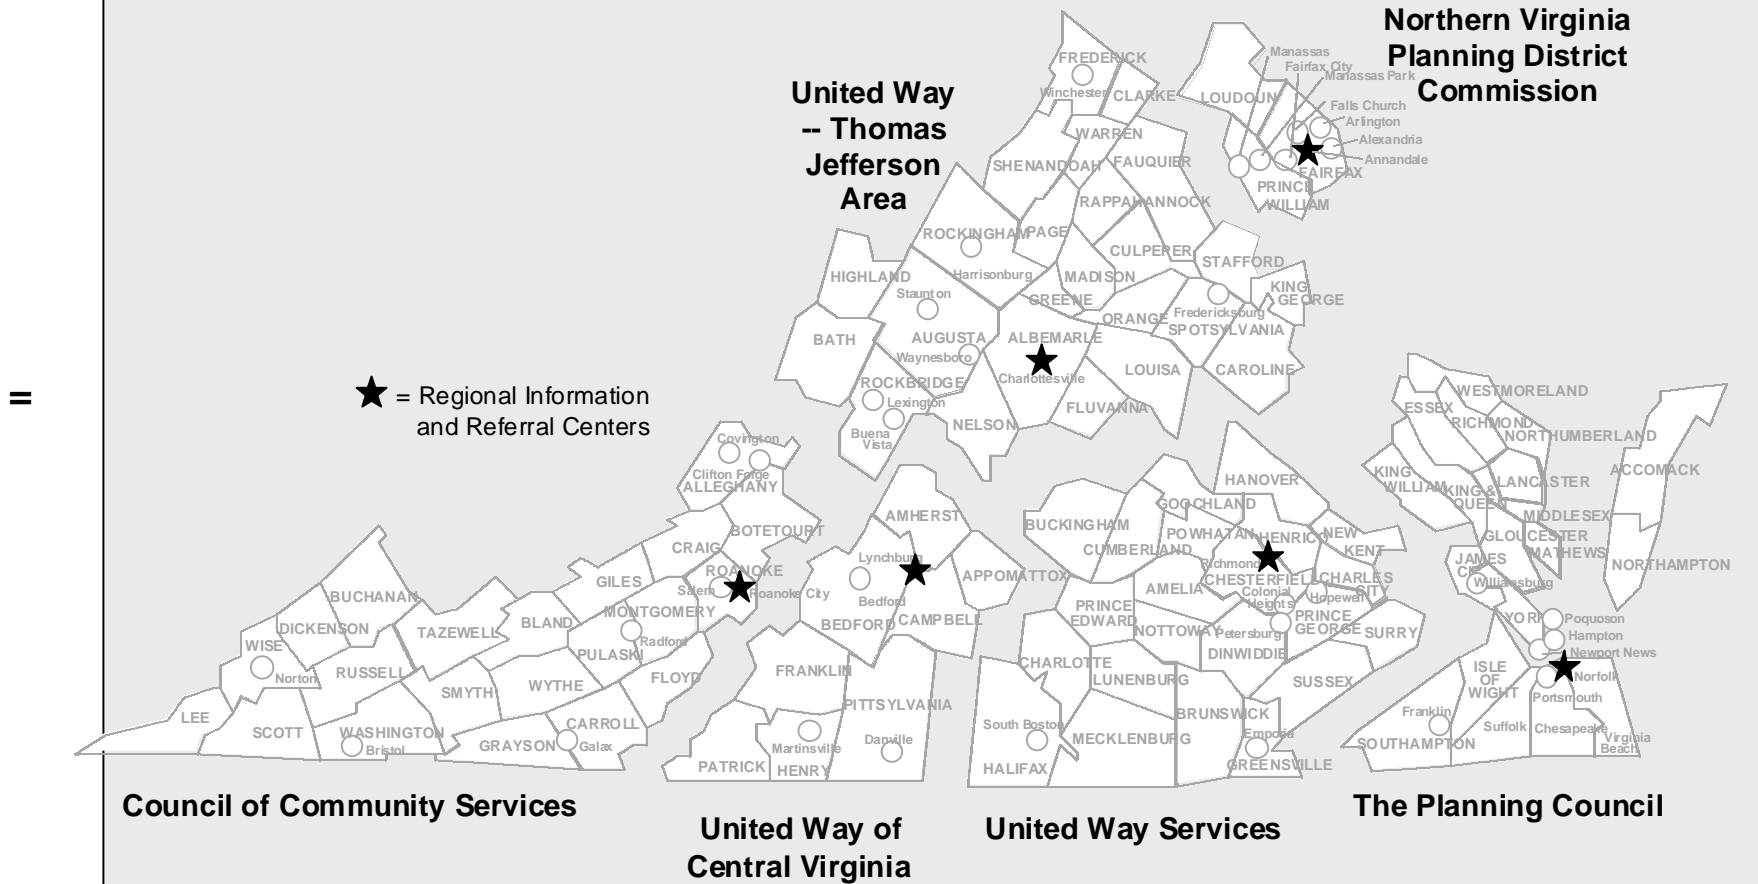 Northern Virginia
Planning District
Commission
United Way
-- Thomas
Jefferson
Area
Manassas
Fairfax City
Manassas Park
Falls Church
Arlington
Alexandria
Annandale
LOUDOUN
FAIRFAX
PRINCE
WILLIAM
FREDERICK
Winchester
CLARKE
WARREN
SHENANDOAH
FAUQUIER
RAPPAHANNOCK
ROCKINGHAM
PAGE
Harrisonburg
CULPEPER
MADISON
STAFFORD
KING
GEORGE
HIGHLAND
Staunton
GREENE
ORANGE
Fredericksburg
SPOTSYLVANIA
BATH
AUGUSTA
Waynesboro
ALBEMARLE
Charlottesville
LOUISA
CAROLINE
ROCKBRIDGE
Lexington
Buena
Vista
NELSON
FLUVANNA
=
= Regional Information
and Referral Centers
Covington
Clifton Forge
ALLEGHANY
BOTETOURT
CRAIG
ROANOKE
Salem
Roanoke City
GILES
MONTGOMERY
Radford
PULASKI
FLOYD
BLAND
BUCHANAN
DICKENSON
TAZEWELL
WISE
Norton
RUSSELL
SMYTH
WYTHE
LEE
SCOTT
WASHINGTON
Bristol
GRAYSON
CARROLL
Galax
AMHERST
Lynchburg
APPOMATTOX
Bedford
BEDFORD
CAMPBELL
FRANKLIN
PITTSYLVANIA
Martinsville
Danville
PATRICK
HENRY
HANOVER
GOOCHLAND
BUCKINGHAM
CUMBERLAND
POWHATAN
HENRICO
NEW
KENT
Richmond
CHESTERFIELD
CHARLES
CIT
AMELIA
Colonial
Heights
Hopewell
PRINCE
EDWARD
NOTTOWAY
Petersburg
PRINCE
GEORGE
SURRY
DINWIDDIE
CHARLOTTE
LUNENBURG
SUSSEX
South Boston
MECKLENBURG
BRUNSWICK
Emporia
GREENSVILLE
HALIFAX
WESTMORELAND
ESSEX
RICHMOND
NORTHUMBERLAND
KING
WILLIAM
KING &
QUEEN
LANCASTER
ACCOMACK
MIDDLESEX
GLOUCESTER
MATHEWS
JAMES
Williamsburg
NORTHAMPTON
YORK
Poquoson
Hampton
Newport News
ISLE
OF
WIGHT
Norfolk
Portsmouth
Franklin
SOUTHAMPTON
Suffolk
Chesapeake
Virginia
Beach
Council of Community Services
United Way of
Central Virginia
United Way Services
The Planning Council